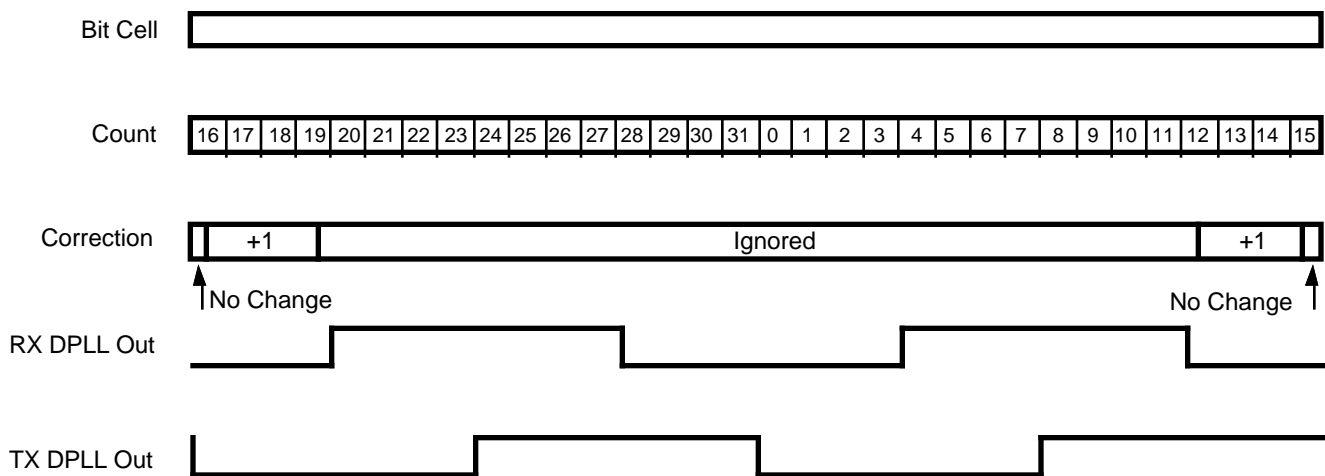 Bit Cell
Count 16 17 18 19 20 21 22 23 24 25 26 27 28 29 30 31 0 1 2 3 4 5 6 7 8 9 10 11 12 13 14 15
Correction +1 Ignored +1
No Change No Change
RX DPLL Out
TX DPLL Out